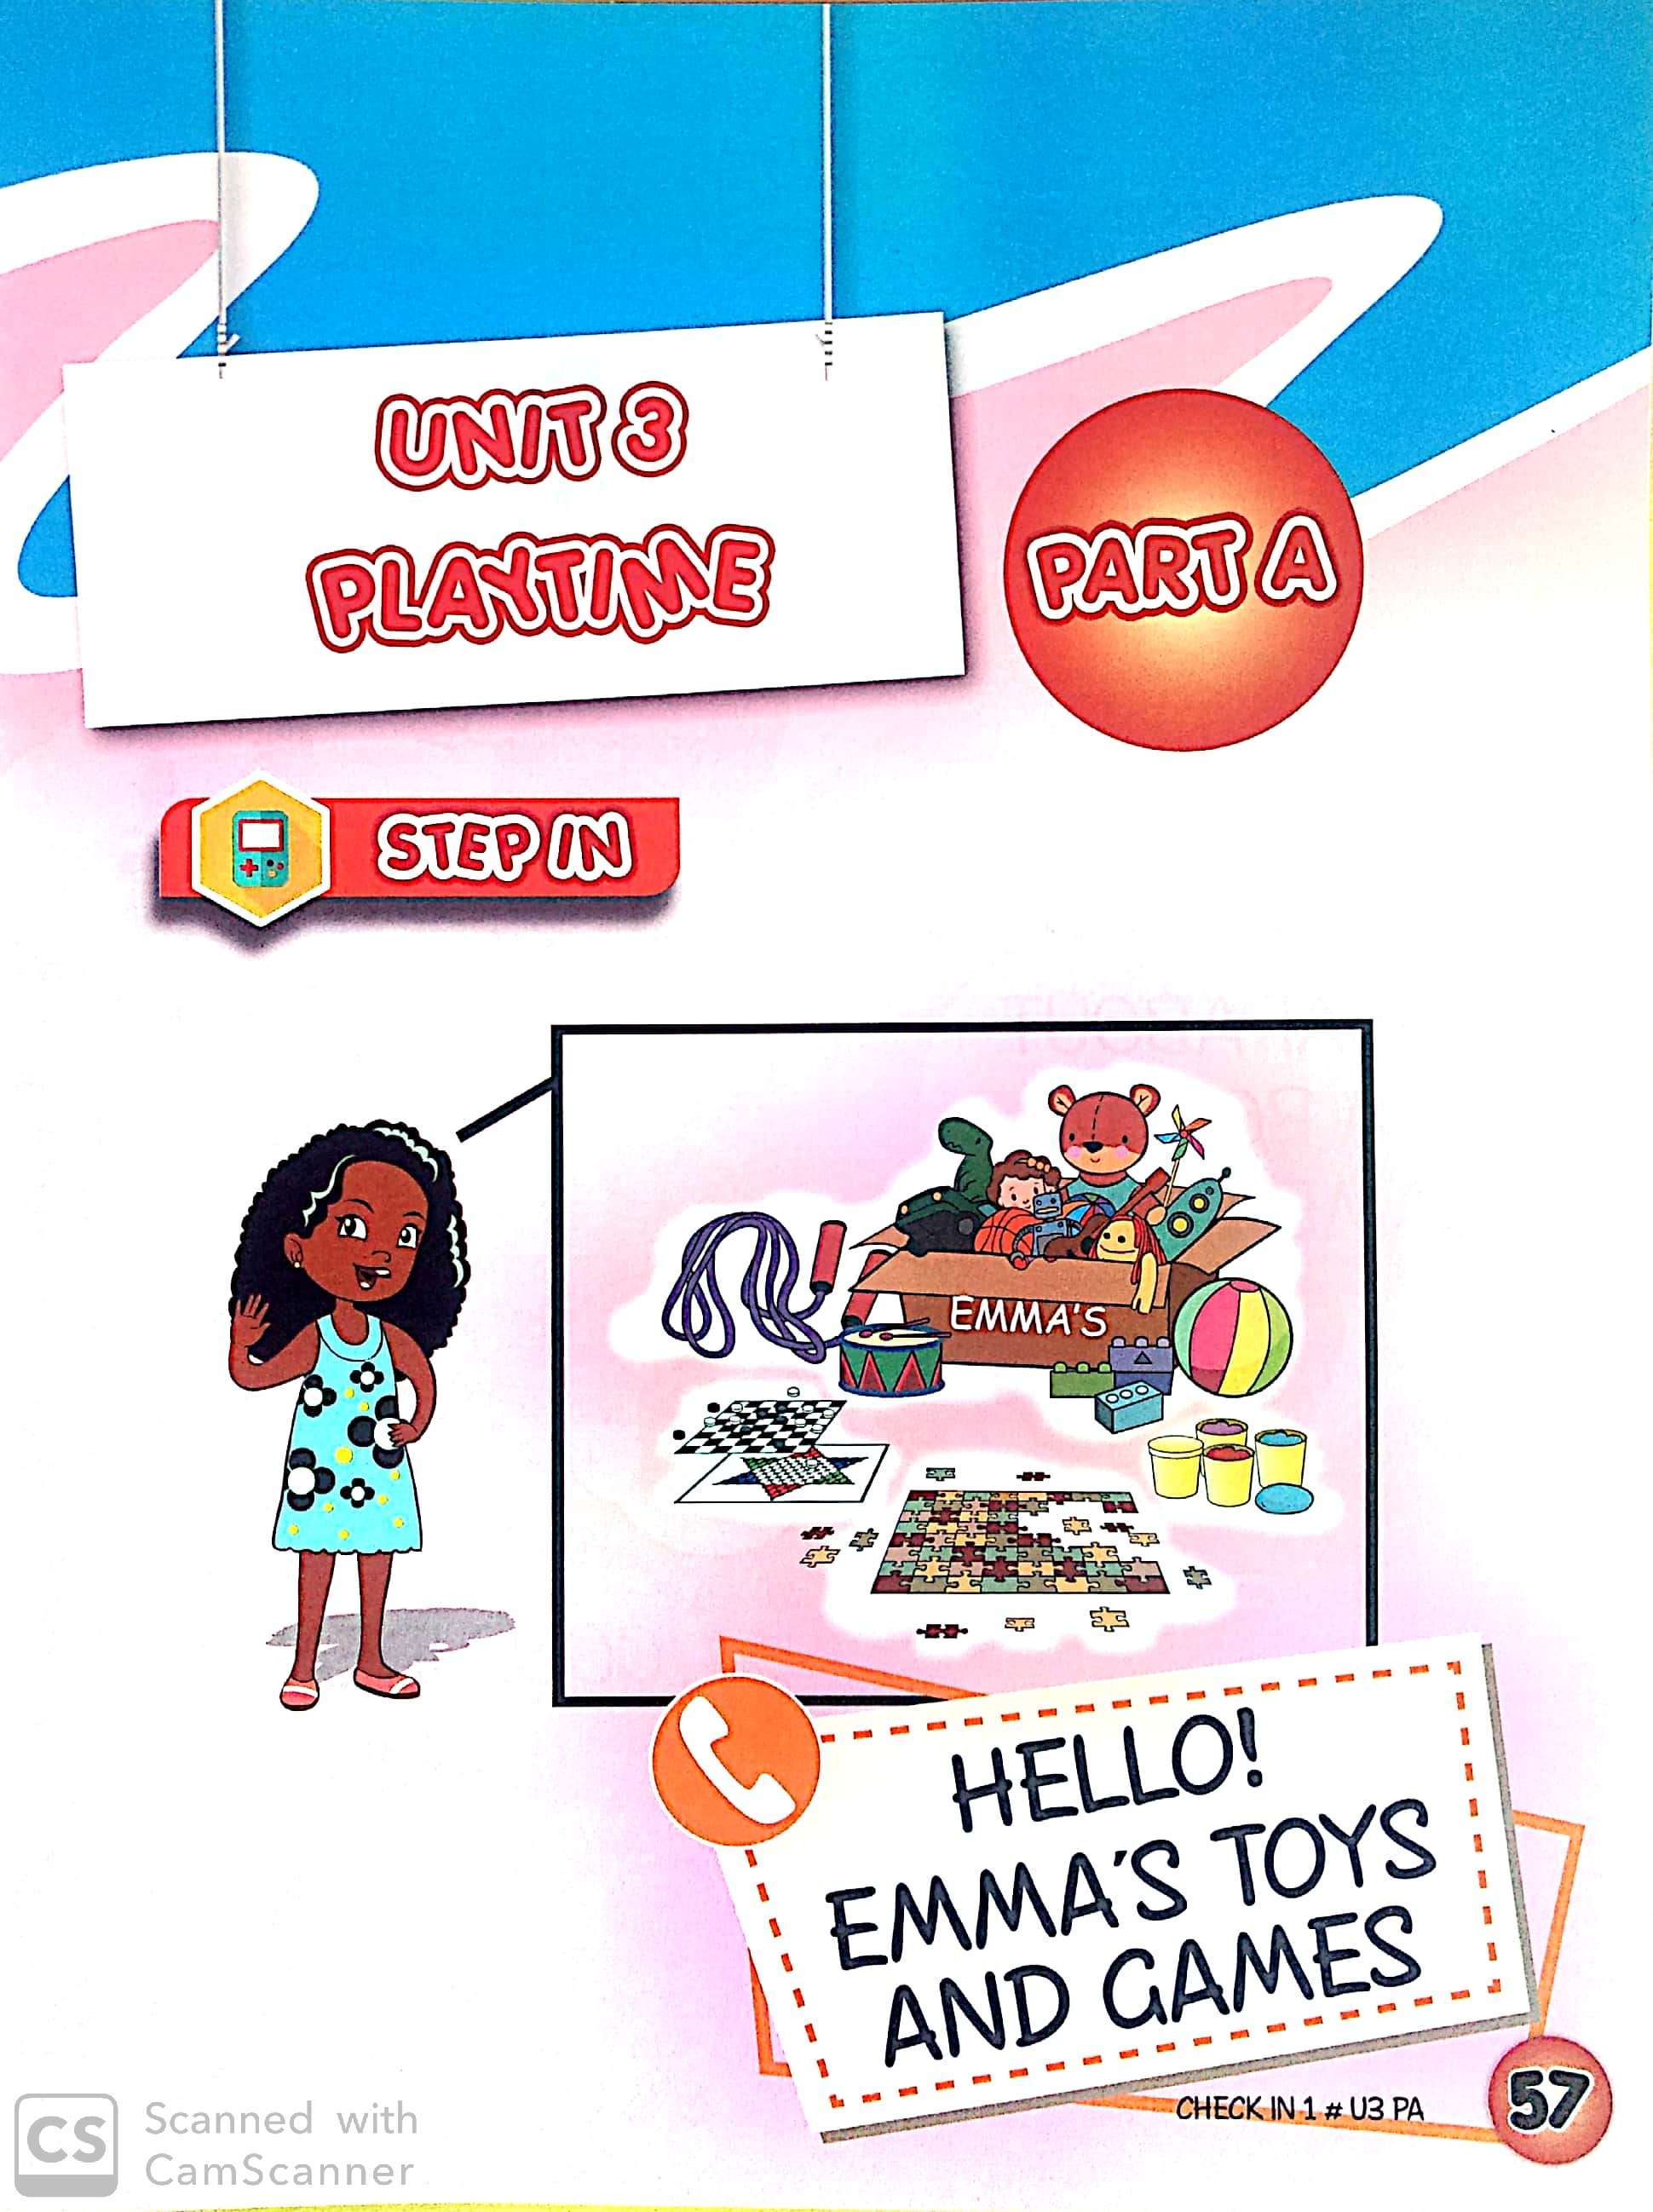 UNIT 3
PLAYTIME
PART A
STEP IN
EMMA'S
HELLO!
EMMA'S TOYS
AND GAMES
CHECK IN 1 # U3 PA
57
CS
Scanned with
CamScanner